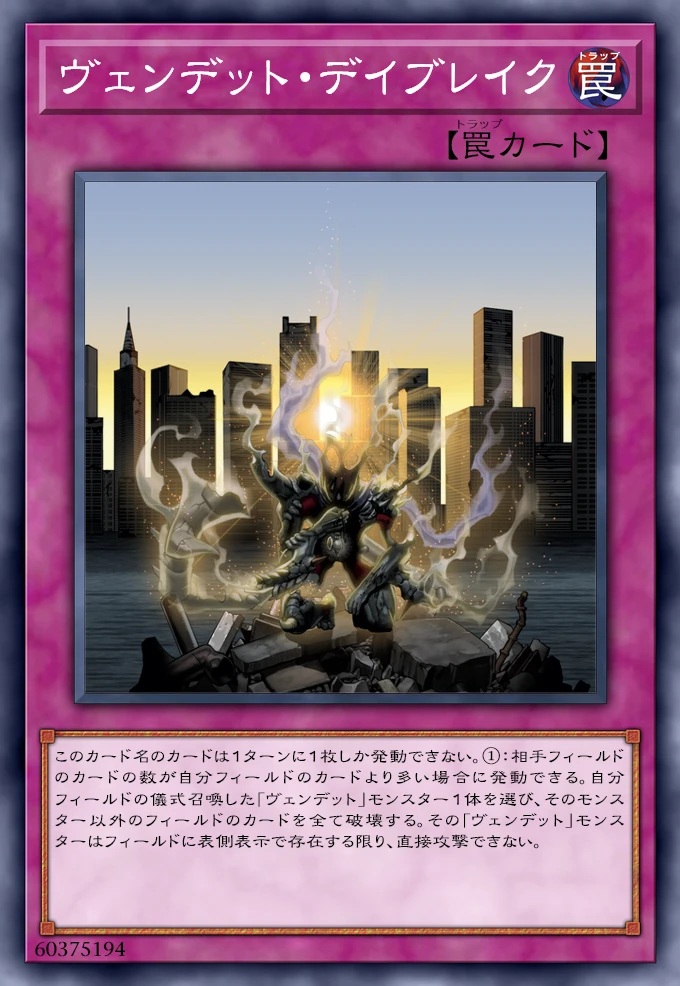 ヴェンデット・デイブレイク
トラップ
罠
トラップ
【罠カード】
このカード名のカードは1ターンに1枚しか発動できない。①:相手フィールド
のカードの数が自分フィールドのカードより多い場合に発動できる。自分
フィールドの儀式召喚した「ヴェンデット」モンスター1体を選び、そのモンス
ター以外のフィールドのカードを全て破壊する。その「ヴェンデット」モンス
ターはフィールドに表側表示で存在する限り、直接攻撃できない。
60375194